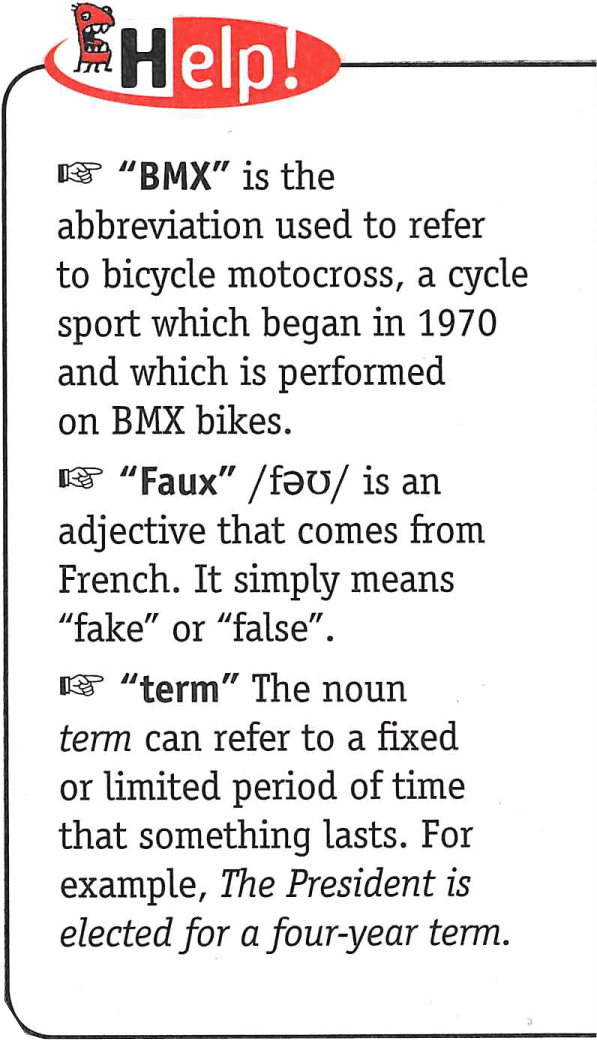 Help!
☞ “BMX” is the
abbreviation used to refer
to bicycle motocross, a cycle
sport which began in 1970
and which is performed
on BMX bikes.
☞ “Faux” /fəʊ/ is an
adjective that comes from
French. It simply means
“fake” or “false”.
☞ “term” The noun
term can refer to a fixed
or limited period of time
that something lasts. For
example, The President is
elected for a four-year term.